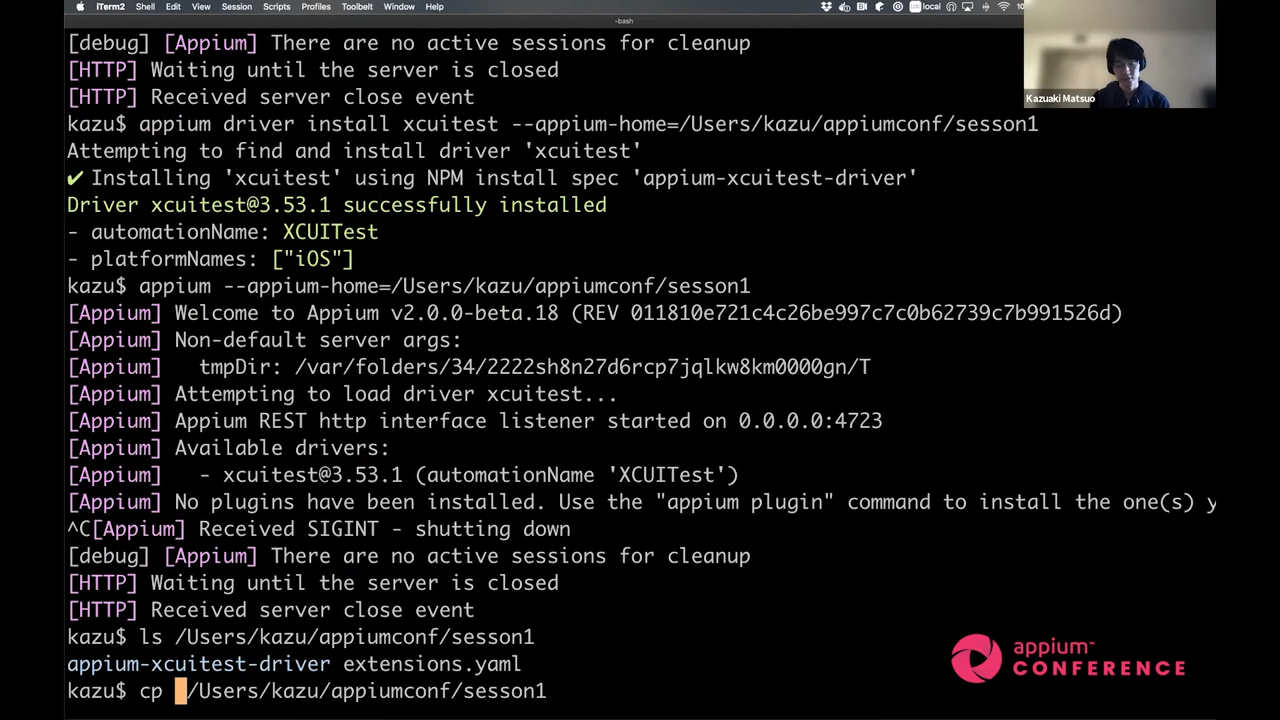 iTerm2 Shell Edit View Session Scripts Profiles Toolbelt Window Help local
-bash
[debug] [Appium] There are no active sessions for cleanup
[HTTP] Waiting until the server is closed
[HTTP] Received server close event
kazu$ appium driver install xcuitest --appium-home=/Users/kazu/appiumconf/sesson1
Attempting to find and install driver 'xcuitest'
✔ Installing 'xcuitest' using NPM install spec 'appium-xcuitest-driver'
Driver xcuitest@3.53.1 successfully installed
- automationName: XCUITest
- platformNames: ["iOS"]
kazu$ appium --appium-home=/Users/kazu/appiumconf/sesson1
[Appium] Welcome to Appium v2.0.0-beta.18 (REV 011810e721c4c26be997c7c0b62739c7b991526d)
[Appium] Non-default server args:
[Appium]   tmpDir: /var/folders/34/2222sh8n27d6rcp7jqlkw8km0000gn/T
[Appium] Attempting to load driver xcuitest...
[Appium] Appium REST http interface listener started on 0.0.0.0:4723
[Appium] Available drivers:
[Appium]   - xcuitest@3.53.1 (automationName 'XCUITest')
[Appium] No plugins have been installed. Use the "appium plugin" command to install the one(s) y
^C[Appium] Received SIGINT - shutting down
[debug] [Appium] There are no active sessions for cleanup
[HTTP] Waiting until the server is closed
[HTTP] Received server close event
kazu$ ls /Users/kazu/appiumconf/sesson1
appium-xcuitest-driver extensions.yaml
kazu$ cp /Users/kazu/appiumconf/sesson1
Kazuaki Matsuo
appium™
CONFERENCE